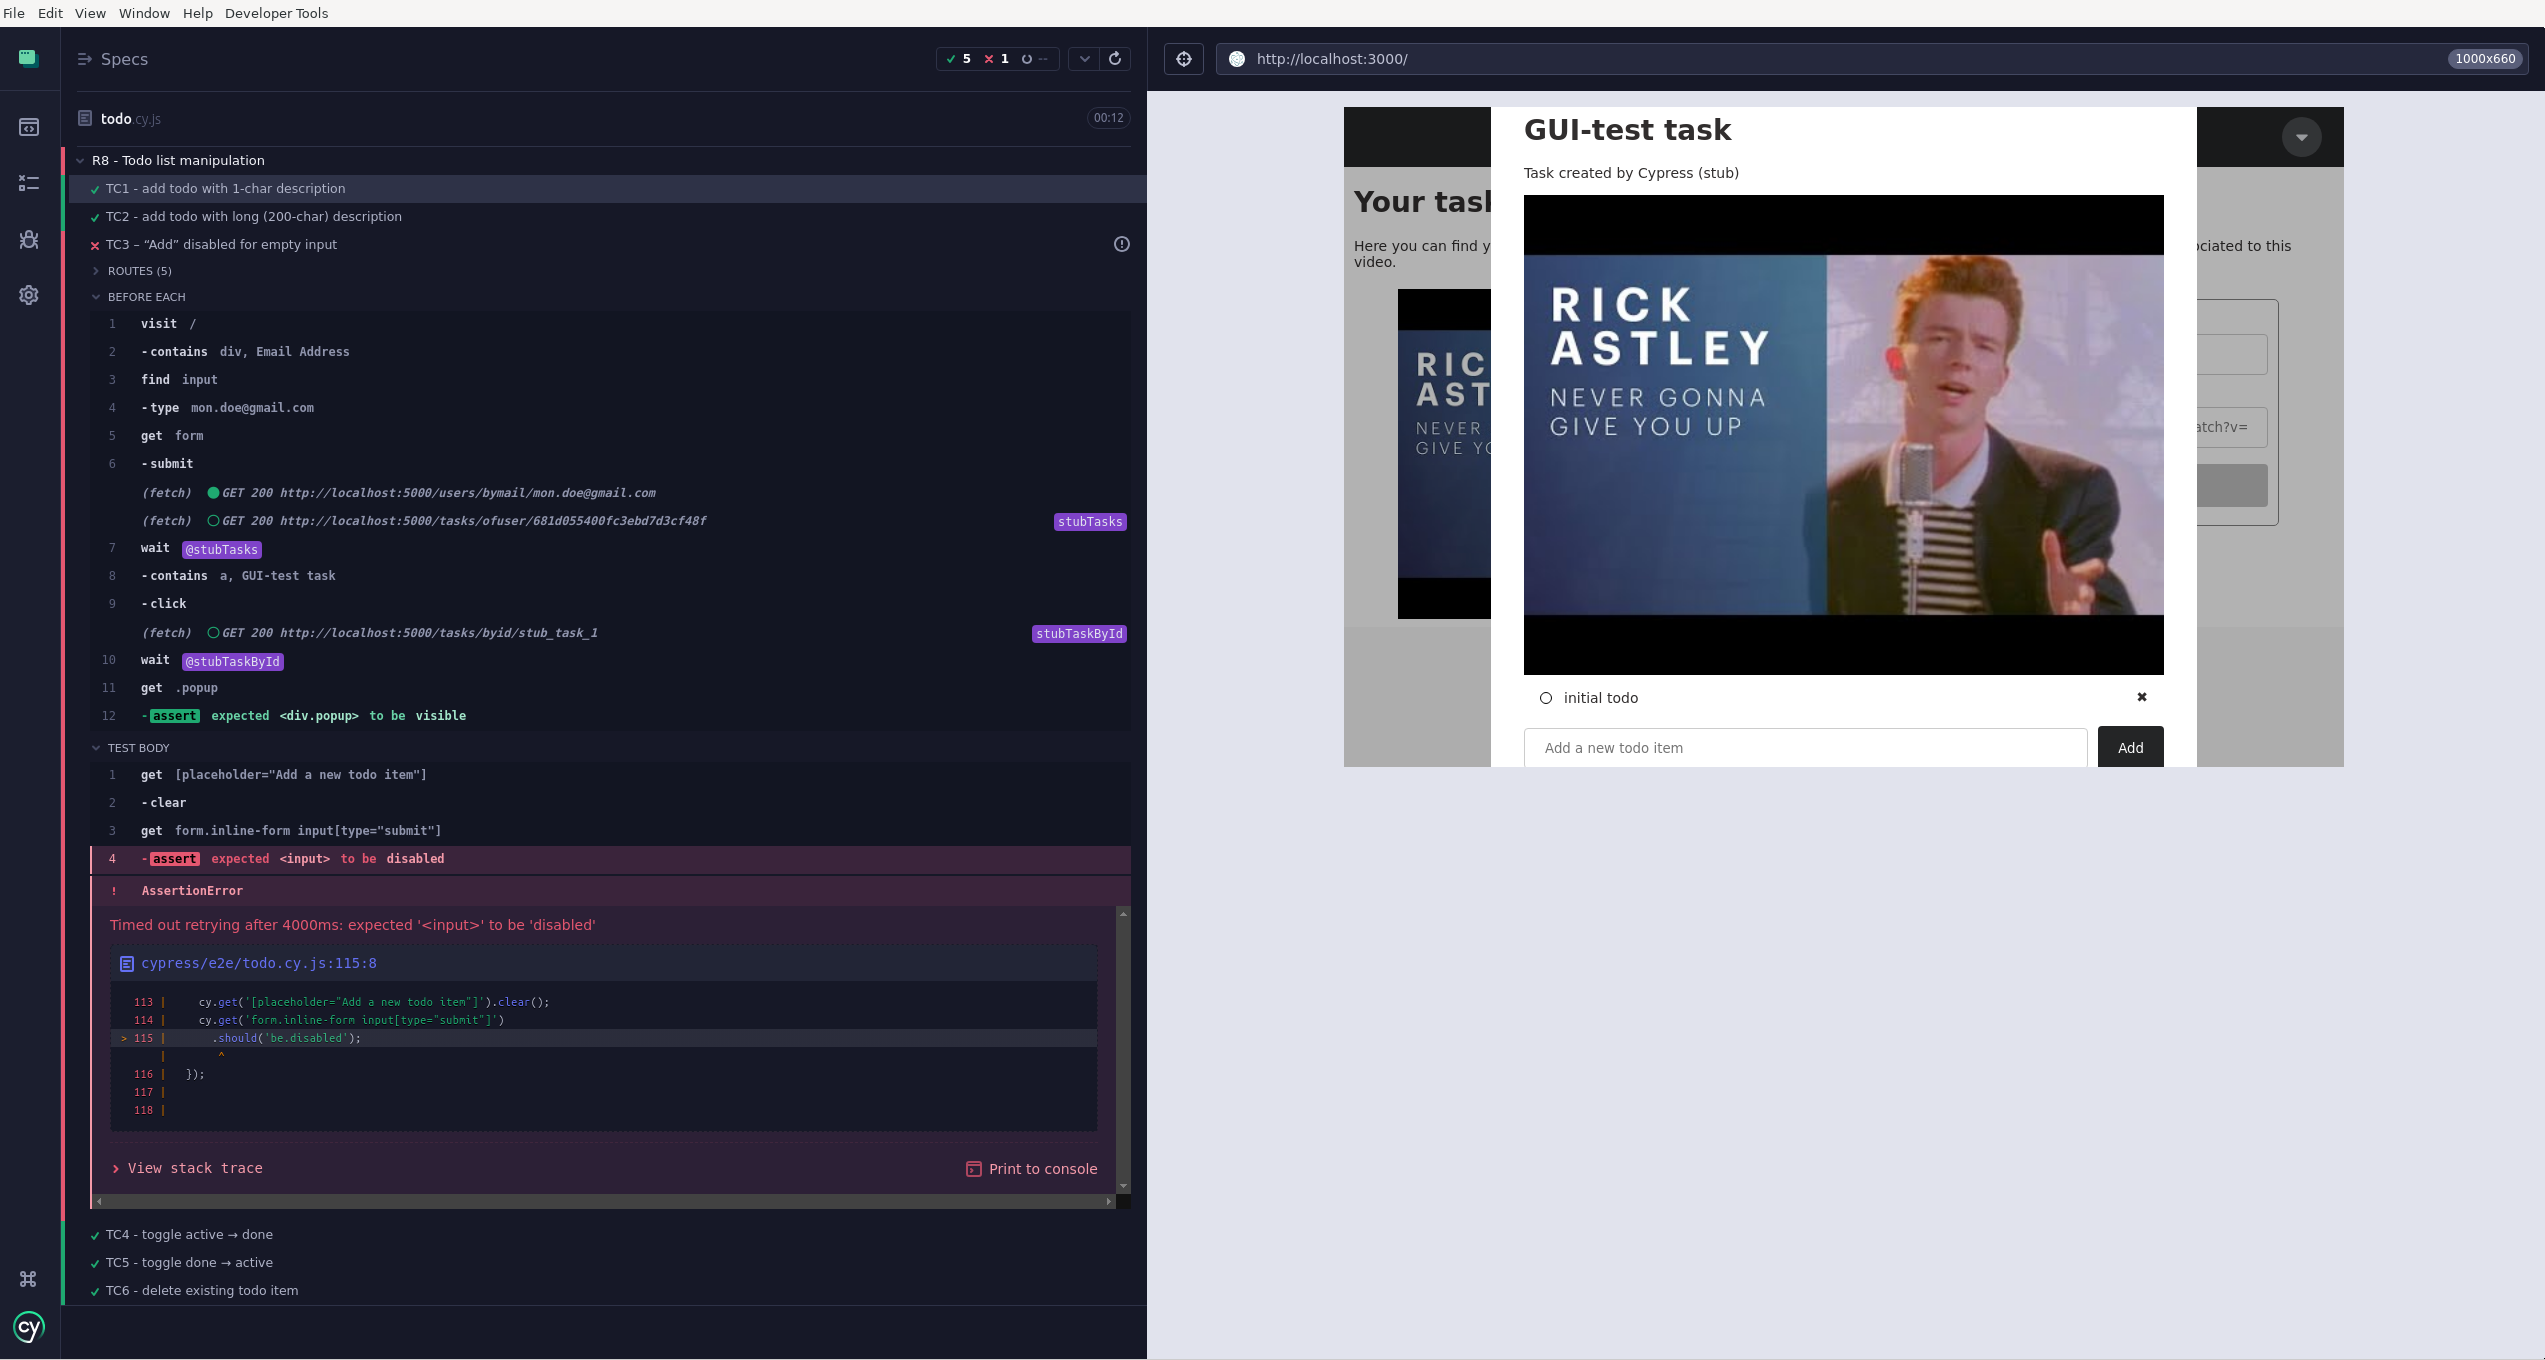 File Edit View Window Help Developer Tools
Specs
5 1 --
todo.cy.js
00:12
R8 - Todo list manipulation
TC1 - add todo with 1-char description
TC2 - add todo with long (200-char) description
TC3 – “Add” disabled for empty input
ROUTES (5)
BEFORE EACH
1 visit /
2 -contains div, Email Address
3 find input
4 -type mon.doe@gmail.com
5 get form
6 -submit
(fetch) GET 200 http://localhost:5000/users/bymail/mon.doe@gmail.com
(fetch) GET 200 http://localhost:5000/tasks/ofuser/681d055400fc3ebd7d3cf48f stubTasks
7 wait @stubTasks
8 -contains a, GUI-test task
9 -click
(fetch) GET 200 http://localhost:5000/tasks/byid/stub_task_1 stubTaskById
10 wait @stubTaskById
11 get .popup
12 -assert expected <div.popup> to be visible
TEST BODY
1 get [placeholder="Add a new todo item"]
2 -clear
3 get form.inline-form input[type="submit"]
4 -assert expected <input> to be disabled
! AssertionError
Timed out retrying after 4000ms: expected '<input>' to be 'disabled'
cypress/e2e/todo.cy.js:115:8
113 | cy.get('[placeholder="Add a new todo item"]').clear();
114 | cy.get('form.inline-form input[type="submit"]')
> 115 | .should('be.disabled');
| ^
116 | });
117 |
118 |
> View stack trace
Print to console
TC4 - toggle active → done
TC5 - toggle done → active
TC6 - delete existing todo item
cy
http://localhost:3000/
1000x660
Your task
Here you can find y
ociated to this
video.
RIC
AST
NEVER
GIVE YO
atch?v=
GUI-test task
Task created by Cypress (stub)
RICK
ASTLEY
NEVER GONNA
GIVE YOU UP
initial todo ✖
Add a new todo item
Add